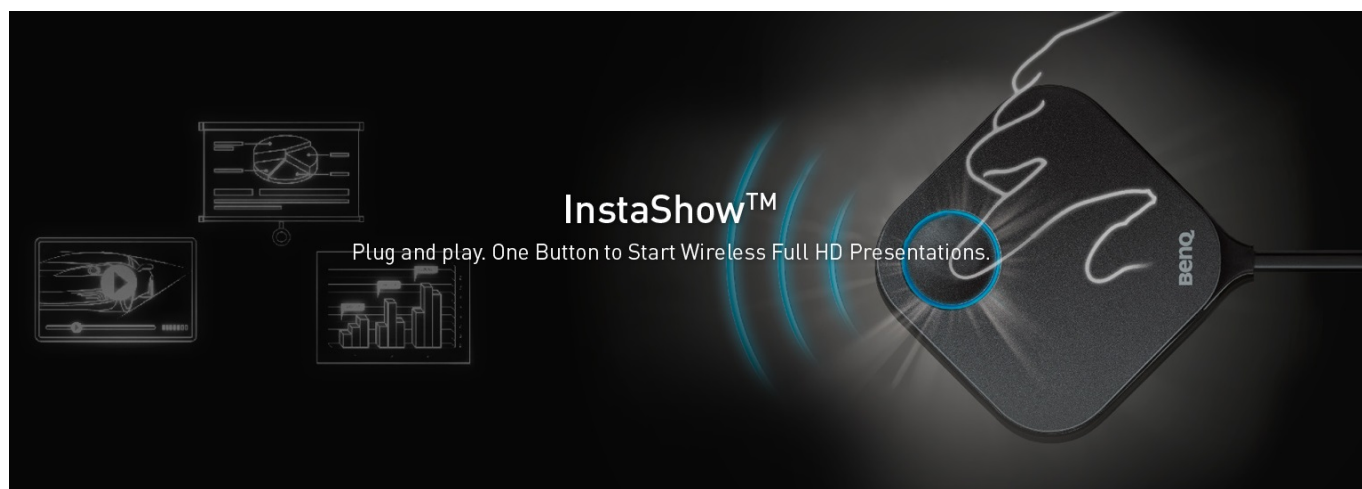 InstaShow™
Plug and play. One Button to Start Wireless Full HD Presentations.
BenQ